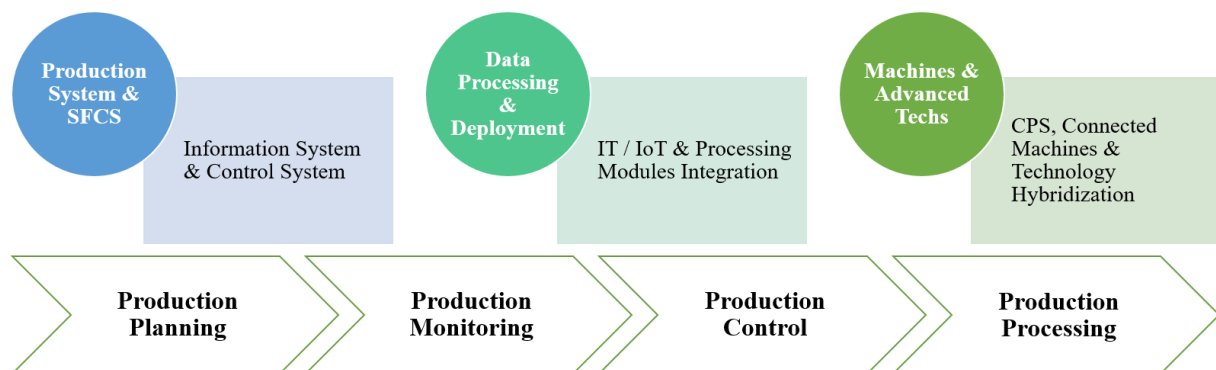 Production
System &
SFCS
Information System
& Control System
Data
Processing
&
Deployment
IT / IoT & Processing
Modules Integration
Machines &
Advanced
Techs
CPS, Connected
Machines &
Technology
Hybridization
Production
Planning
Production
Monitoring
Production
Control
Production
Processing